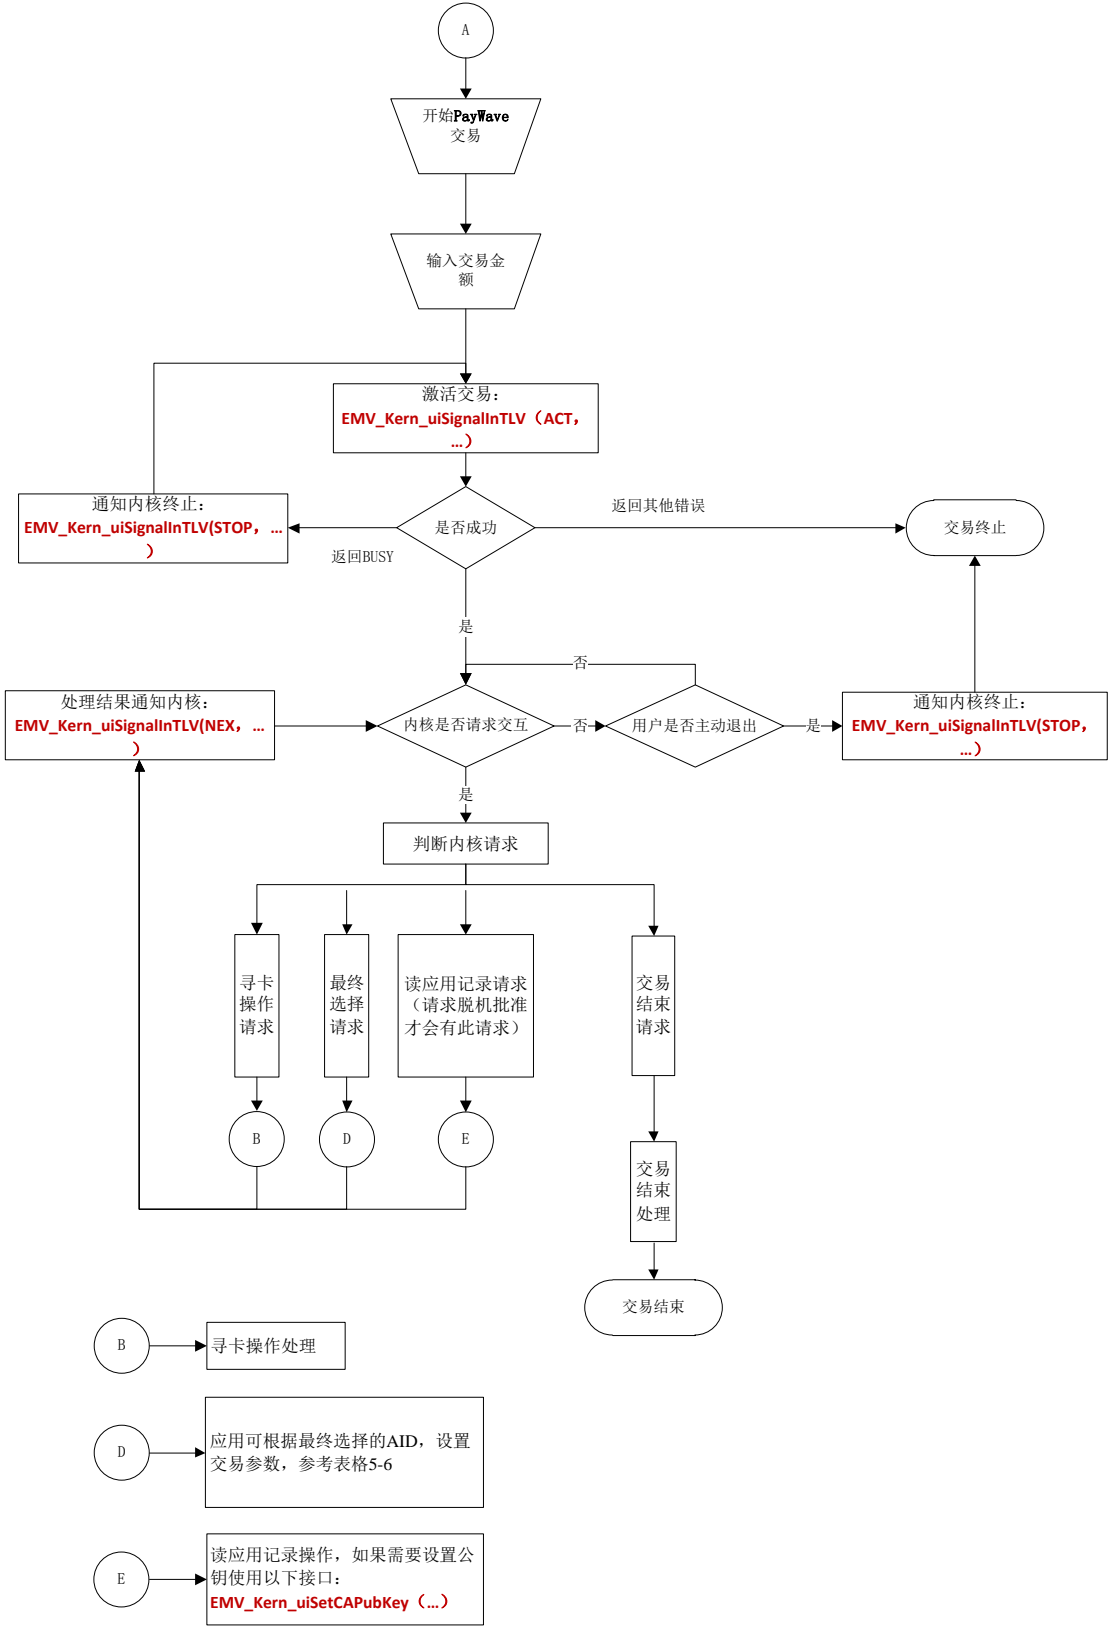 A
开始PayWave
交易
输入交易金
额
激活交易：
EMV_Kern_uiSignalInTLV（ACT，
…）
通知内核终止：
EMV_Kern_uiSignalInTLV(STOP，…
）
是否成功
返回其他错误
交易终止
返回BUSY
是
否
处理结果通知内核：
EMV_Kern_uiSignalInTLV(NEX，…
）
内核是否请求交互
否
用户是否主动退出
是
通知内核终止：
EMV_Kern_uiSignalInTLV(STOP，
…）
是
判断内核请求
寻卡
操作
请求
最终
选择
请求
读应用记录请求
（请求脱机批准
才会有此请求）
交易
结束
请求
B
D
E
交易
结束
处理
交易结束
B
寻卡操作处理
D
应用可根据最终选择的AID，设置
交易参数，参考表格5-6
E
读应用记录操作，如果需要设置公
钥使用以下接口：
EMV_Kern_uiSetCAPubKey（…）